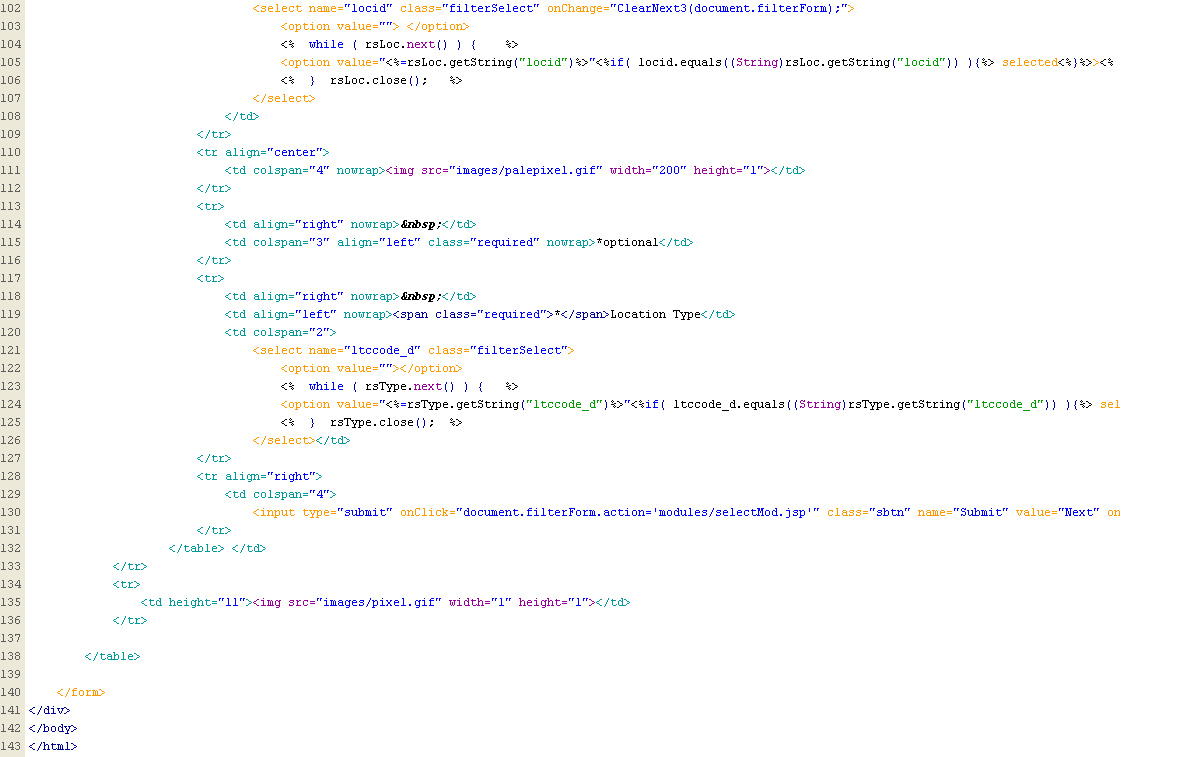 102 <select name="locid" class="filterSelect" onChange="ClearNext3(document.filterForm);">
103 <option value=""> </option>
104 <%  while ( rsLoc.next() ) {    %>
105 <option value="<%=rsLoc.getString("locid")%>"<%if( locid.equals((String)rsLoc.getString("locid")) ){%> selected<%}%>><%
106 <%  }  rsLoc.close();   %>
107 </select>
108 </td>
109 </tr>
110 <tr align="center">
111 <td colspan="4" nowrap><img src="images/palepixel.gif" width="200" height="1"></td>
112 </tr>
113 <tr>
114 <td align="right" nowrap>&nbsp;</td>
115 <td colspan="3" align="left" class="required" nowrap>*optional</td>
116 </tr>
117 <tr>
118 <td align="right" nowrap>&nbsp;</td>
119 <td align="left" nowrap><span class="required">*</span>Location Type</td>
120 <td colspan="2">
121 <select name="ltccode_d" class="filterSelect">
122 <option value=""></option>
123 <%  while ( rsType.next() ) {   %>
124 <option value="<%=rsType.getString("ltccode_d")%>"<%if( ltccode_d.equals((String)rsType.getString("ltccode_d")) ){%> sel
125 <%  }  rsType.close();  %>
126 </select></td>
127 </tr>
128 <tr align="right">
129 <td colspan="4">
130 <input type="submit" onClick="document.filterForm.action='modules/selectMod.jsp'" class="sbtn" name="Submit" value="Next" on
131 </tr>
132 </table> </td>
133 </tr>
134 <tr>
135 <td height="11"><img src="images/pixel.gif" width="1" height="1"></td>
136 </tr>
137
138 </table>
139
140 </form>
141 </div>
142 </body>
143 </html>